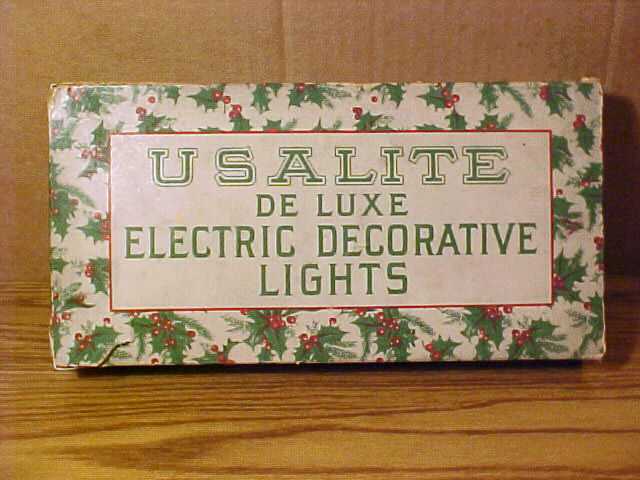 USALITE
DE LUXE
ELECTRIC DECORATIVE
LIGHTS